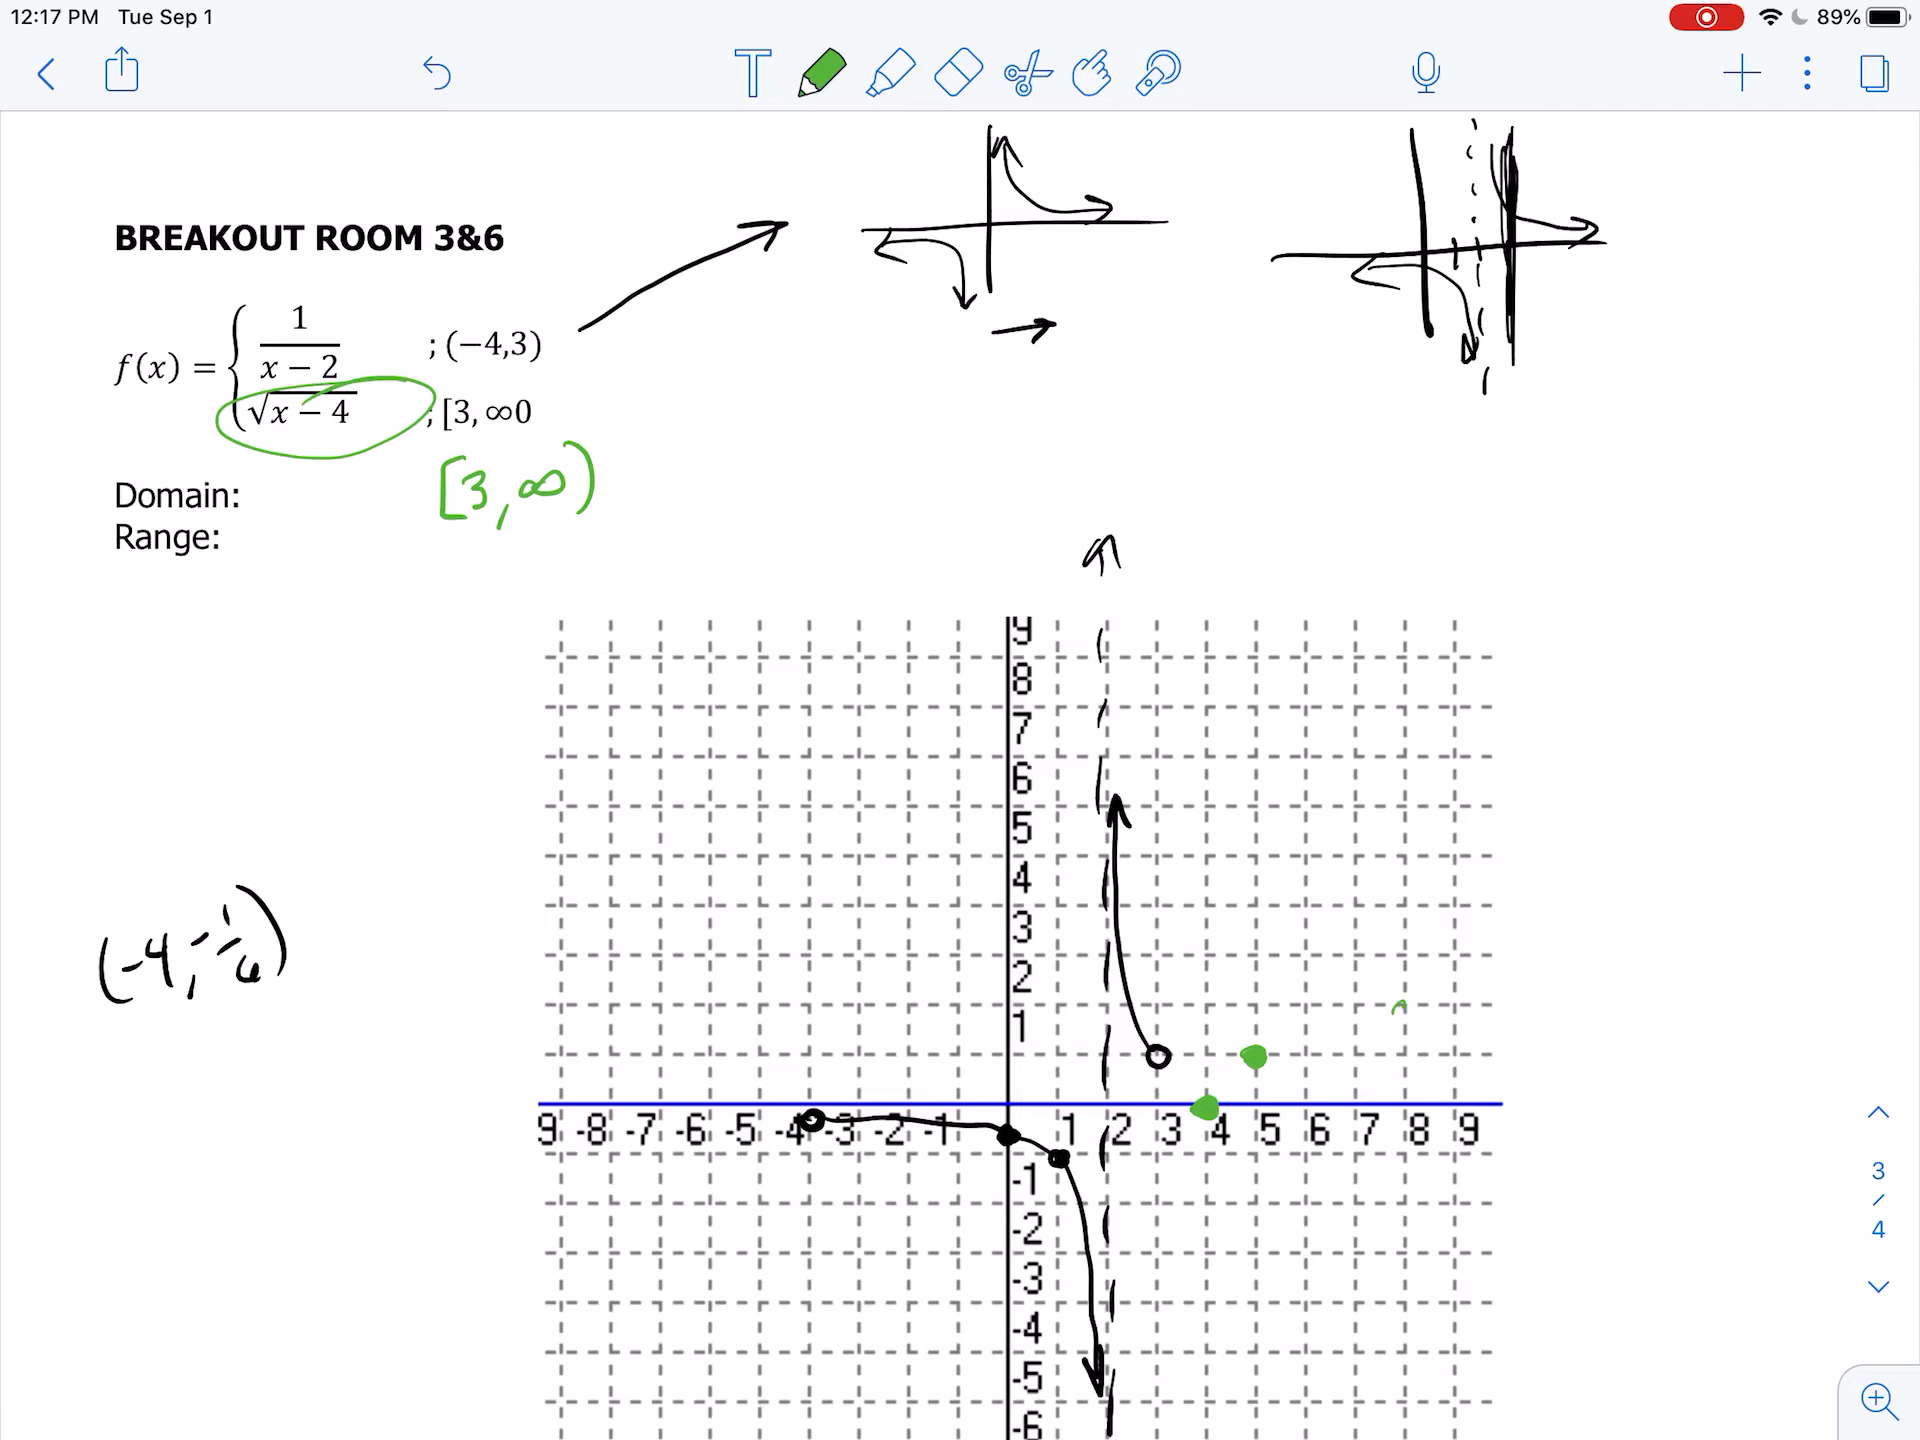 12:17 PM Tue Sep 1
89%
T
BREAKOUT ROOM 3&6
f(x) = { 1/(x − 2) ; (−4,3)
√x − 4 ; [3, ∞0
[3, ∞)
Domain:
Range:
(-4, -1/6)
9
8
7
6
5
4
3
2
1
9 -8 -7 -6 -5 -4 -3 -2 -1 1 2 3 4 5 6 7 8 9
-1
-2
-3
-4
-5
-6
3
/
4